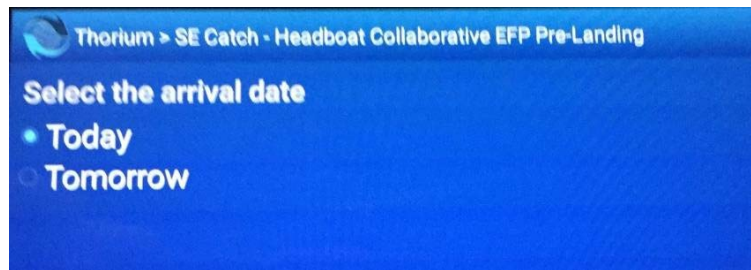 Thorium > SE Catch - Headboat Collaborative EFP Pre-Landing
Select the arrival date
Today
Tomorrow